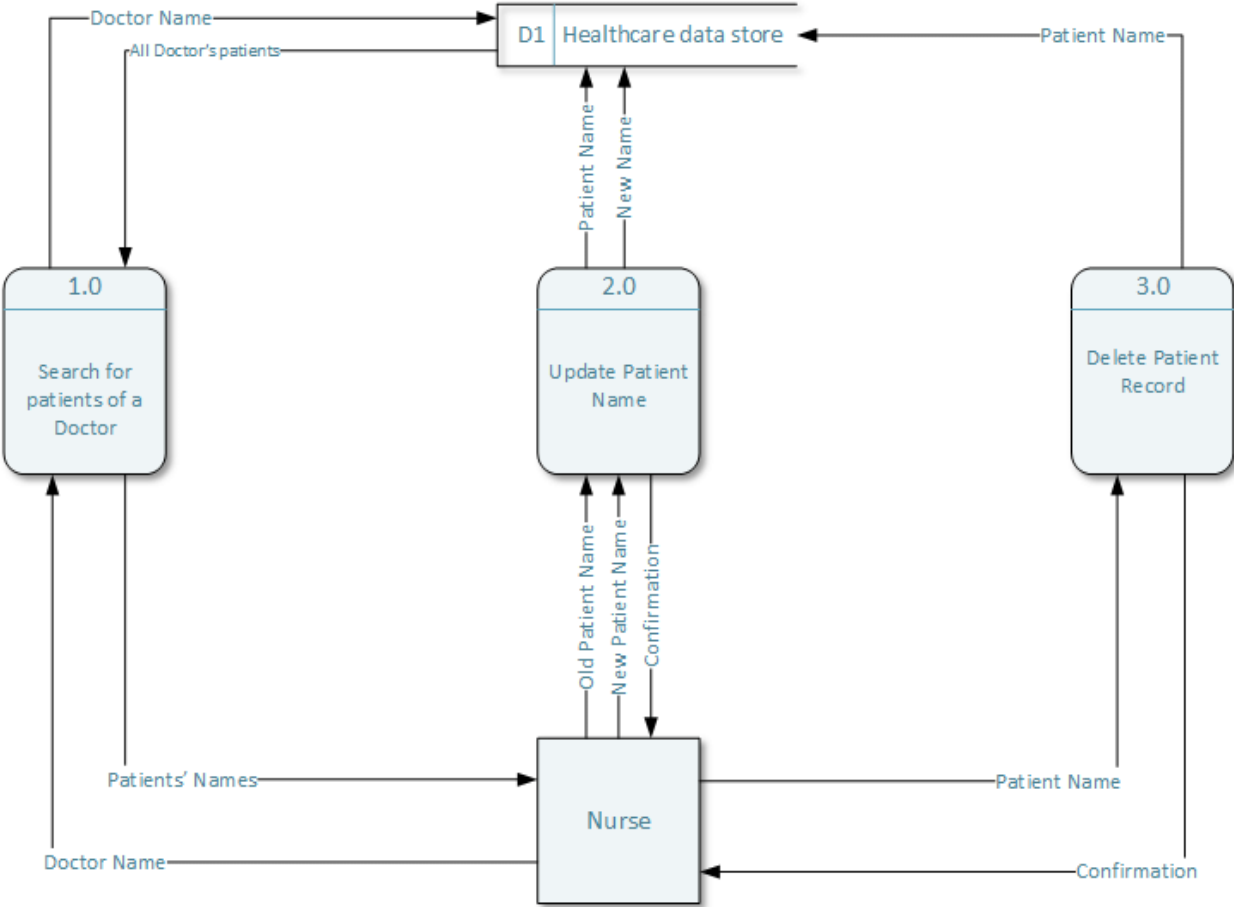 Doctor Name
D1 Healthcare data store
Patient Name
All Doctor's patients
Patient Name
New Name
1.0
Search for
patients of a
Doctor
2.0
Update Patient
Name
3.0
Delete Patient
Record
Old Patient Name
New Patient Name
Confirmation
Patients’ Names
Patient Name
Nurse
Doctor Name
Confirmation